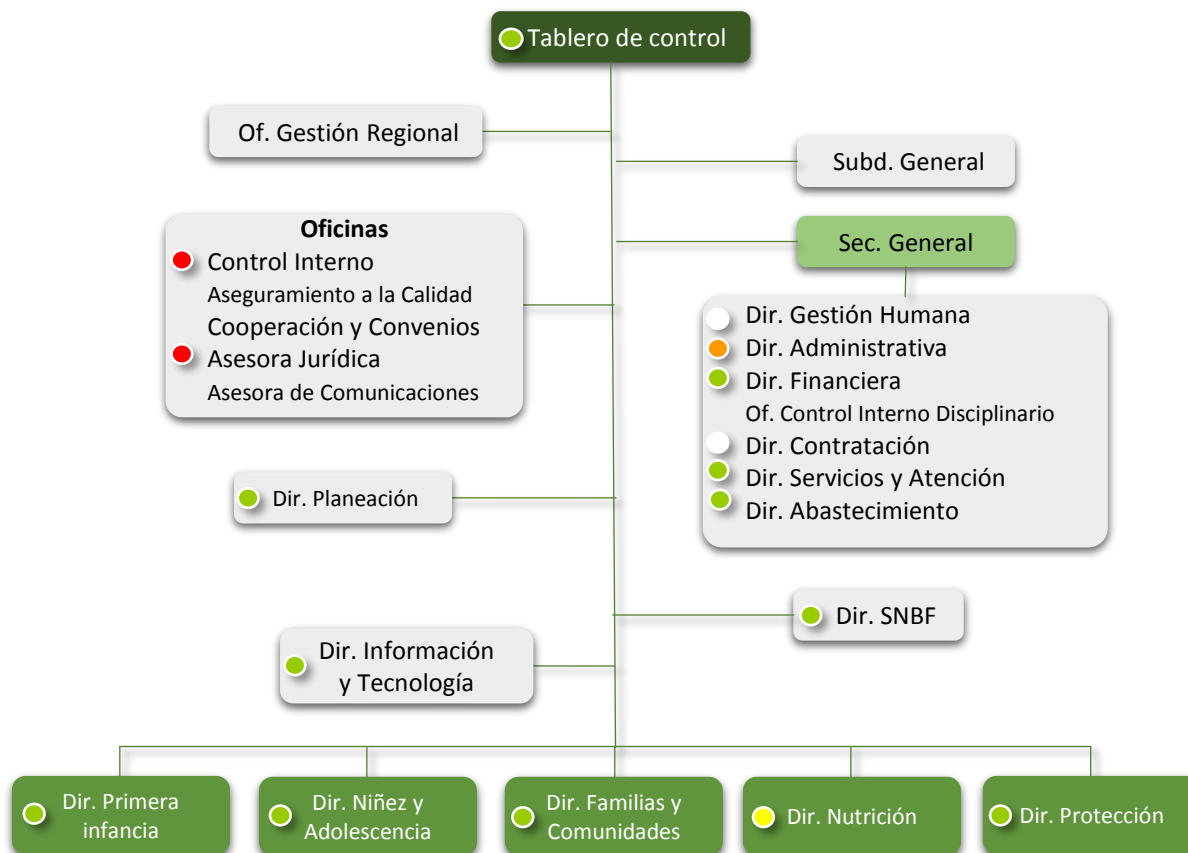 Tablero de control
Of. Gestión Regional
Subd. General
Oficinas
Control Interno
Aseguramiento a la Calidad
Cooperación y Convenios
Asesora Jurídica
Asesora de Comunicaciones
Sec. General
Dir. Gestión Humana
Dir. Administrativa
Dir. Financiera
Of. Control Interno Disciplinario
Dir. Contratación
Dir. Servicios y Atención
Dir. Abastecimiento
Dir. Planeación
Dir. SNBF
Dir. Información
y Tecnología
Dir. Primera
infancia
Dir. Niñez y
Adolescencia
Dir. Familias y
Comunidades
Dir. Nutrición
Dir. Protección